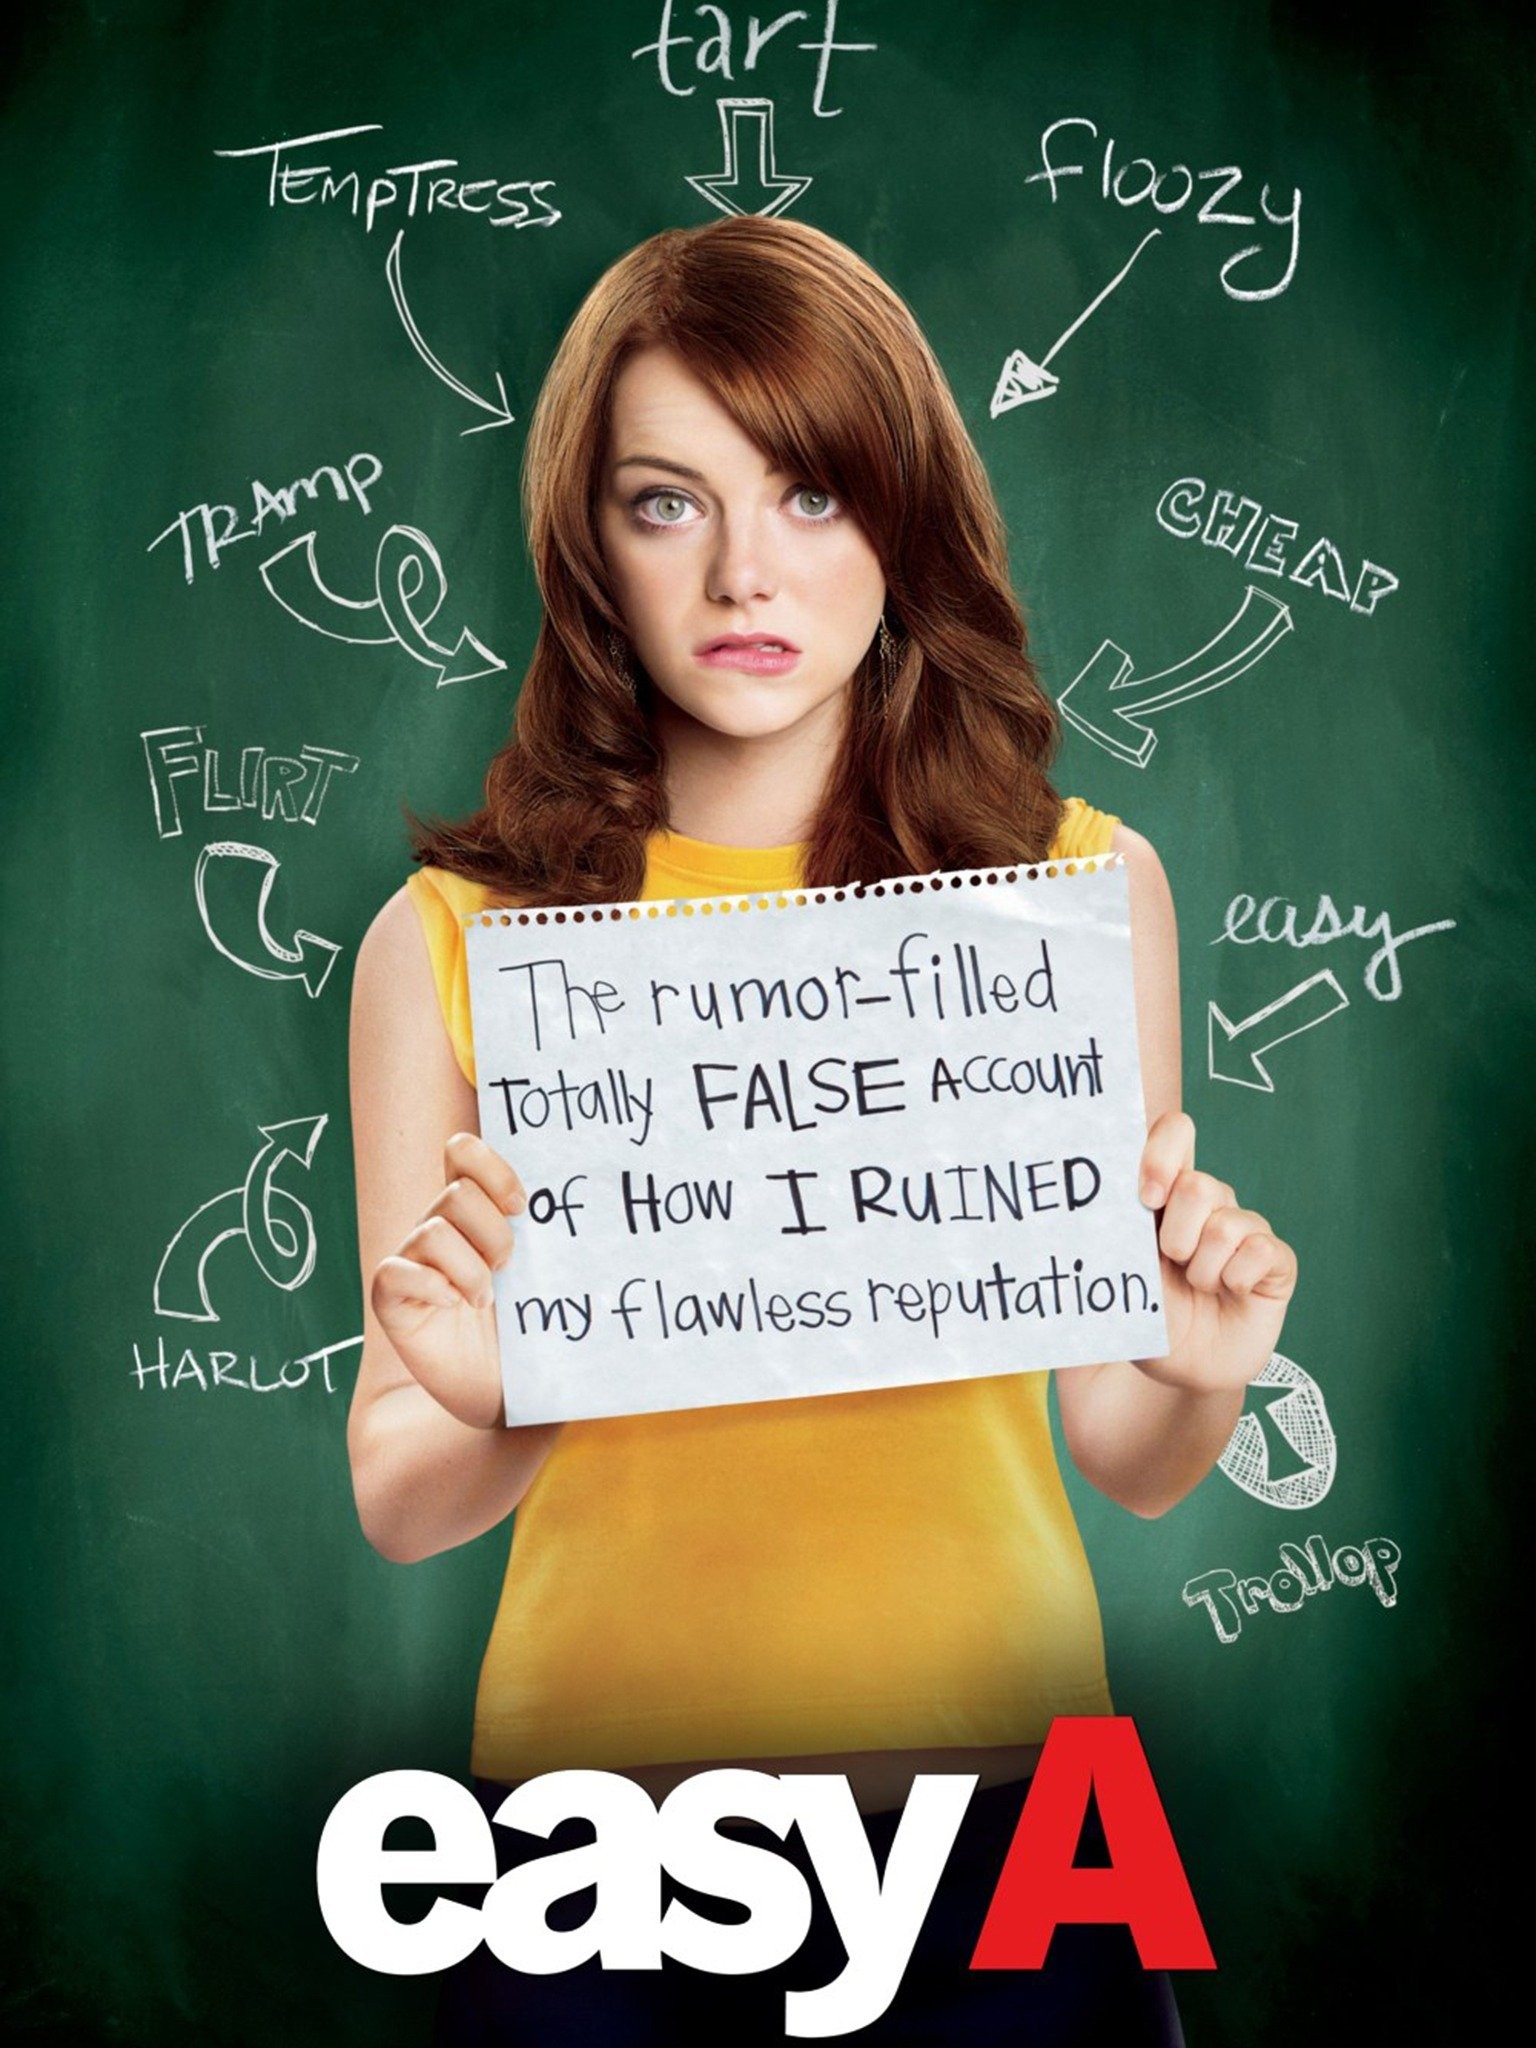 tart
TEMPTRESS
floozy
TRAMP
CHEAP
FLIRT
easy
The rumor-filled
Totally FALSE Account
of How I RUINED
my flawless reputation.
HARLOT
Trollop
easyA